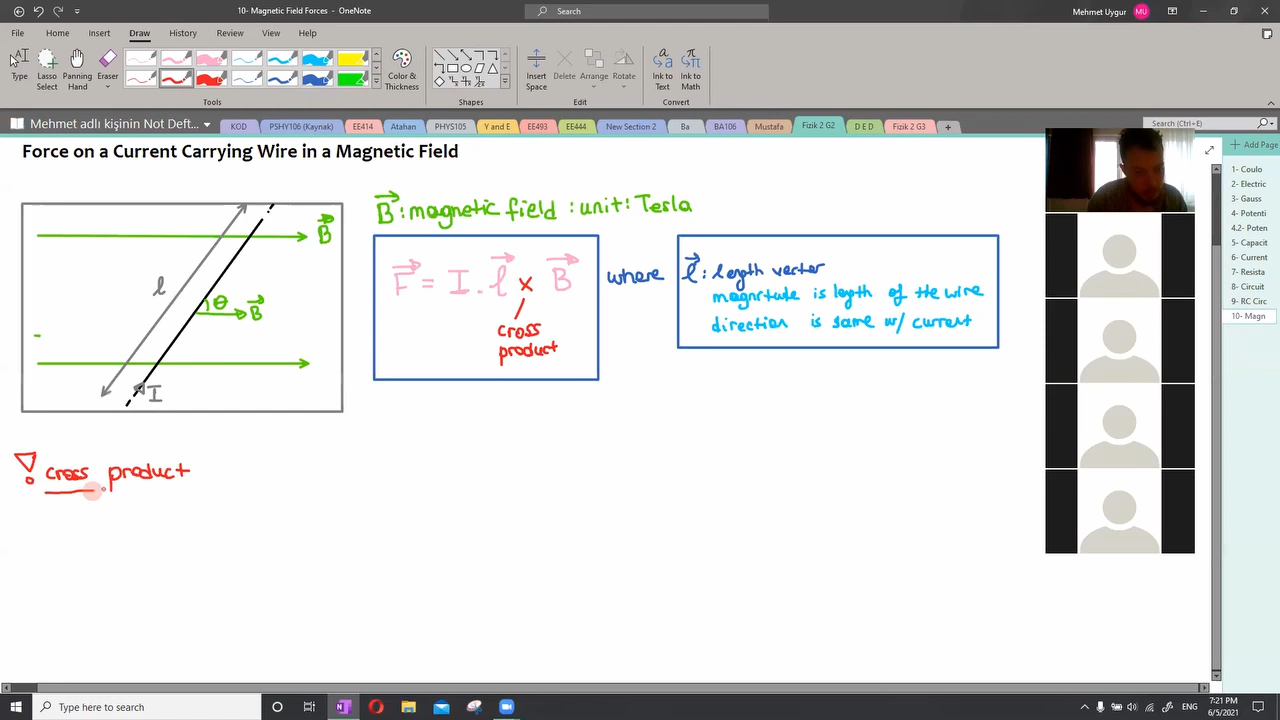 10- Magnetic Field Forces - OneNote
Search
Mehmet Uygur
MU
File Home Insert Draw History Review View Help
Type
Lasso Select
Panning Hand
Eraser
Color & Thickness
Insert Space
Delete
Arrange
Rotate
Ink to Text
Ink to Math
Tools
Shapes
Edit
Convert
Mehmet adlı kişinin Not Deft...
KOD PSHY106 (Kaynak) EE414 Atahan PHYS105 Y and E EE493 EE444 New Section 2 Ba BA106 Mustafa Fizik 2 G2 D E D Fizik 2 G3 +
Search (Ctrl+E)
Add Page
1- Coulo
2- Electric
3- Gauss
4- Potenti
4.2- Poten
5- Capacit
6- Current
7- Resista
8- Circuit
9- RC Circ
10- Magn
Force on a Current Carrying Wire in a Magnetic Field
B⃗ : magnetic field : unit : Tesla
B⃗
l
θ
B⃗
I
F⃗ = I . l⃗ × B⃗
cross
product
where
l⃗ : length vector
magnitude is length of the wire
direction is same w/ current
! cross product
Type here to search
ENG
7:21 PM
6/5/2021